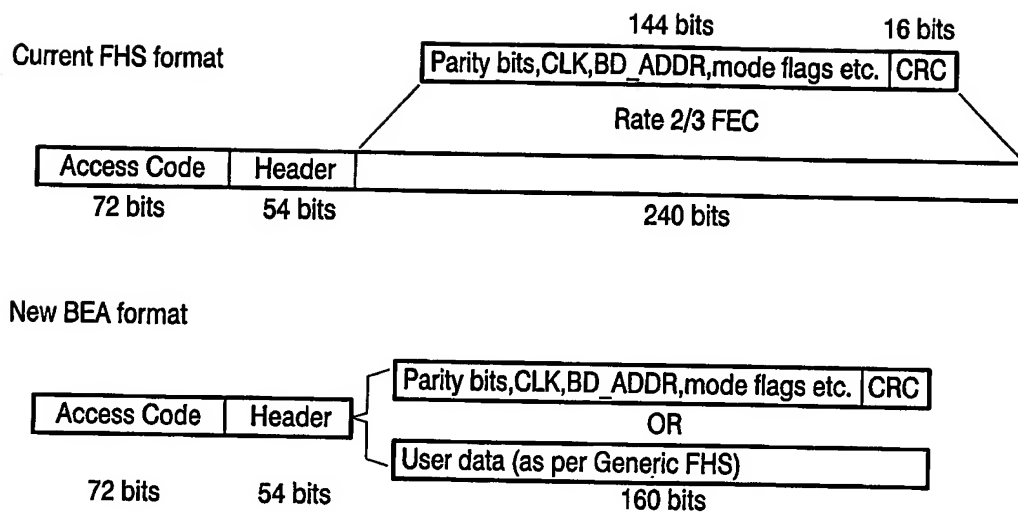 144 bits 16 bits
Current FHS format
Parity bits,CLK,BD_ADDR,mode flags etc. CRC
Rate 2/3 FEC
Access Code Header
72 bits 54 bits 240 bits
New BEA format
Parity bits,CLK,BD_ADDR,mode flags etc. CRC
Access Code Header
OR
User data (as per Generic FHS)
72 bits 54 bits 160 bits